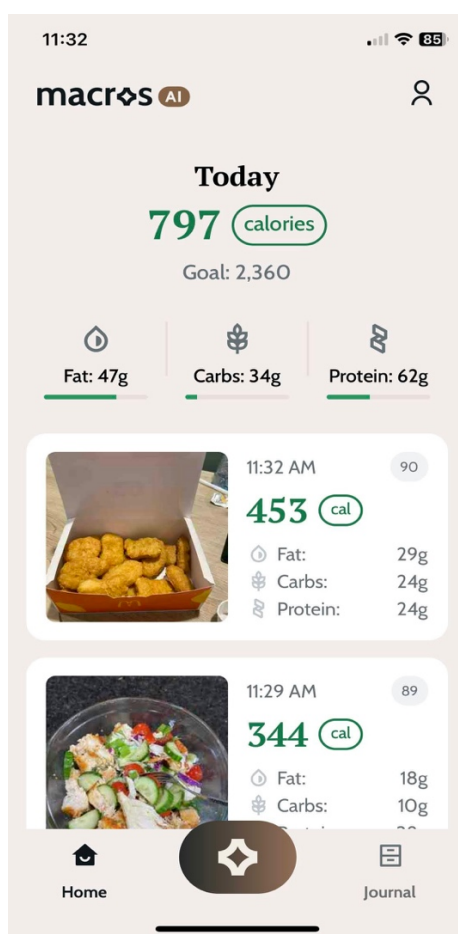 11:32
85
macros AI
Today
797 calories
Goal: 2,360
Fat: 47g
Carbs: 34g
Protein: 62g
11:32 AM
90
453 cal
Fat: 29g
Carbs: 24g
Protein: 24g
11:29 AM
89
344 cal
Fat: 18g
Carbs: 10g
Home
Journal